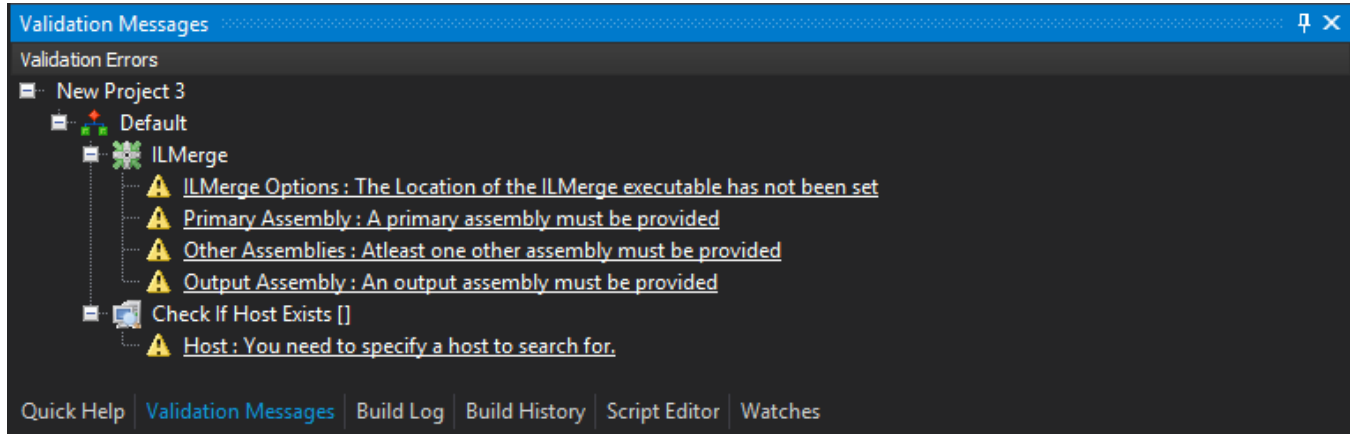 Validation Messages
Validation Errors
New Project 3
Default
ILMerge
ILMerge Options : The Location of the ILMerge executable has not been set
Primary Assembly : A primary assembly must be provided
Other Assemblies : Atleast one other assembly must be provided
Output Assembly : An output assembly must be provided
Check If Host Exists []
Host : You need to specify a host to search for.
Quick Help Validation Messages Build Log Build History Script Editor Watches